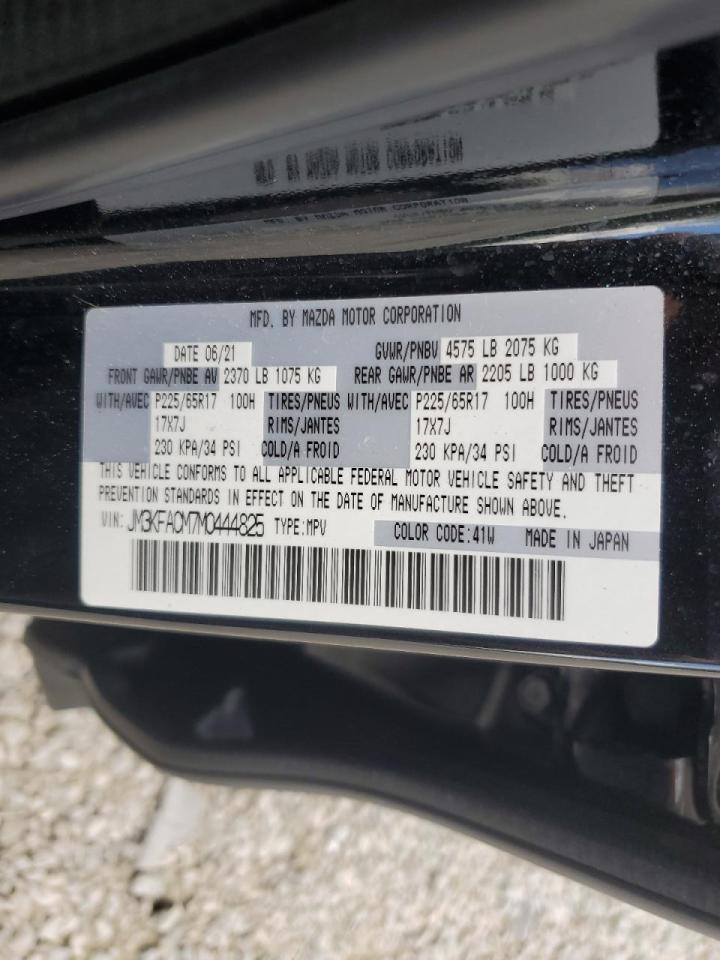 MFD. BY MAZDA MOTOR CORPORATION
DATE 06/21 GVWR/PNBV 4575 LB 2075 KG
FRONT GAWR/PNBE AV 2370 LB 1075 KG REAR GAWR/PNBE AR 2205 LB 1000 KG
WITH/AVEC P225/65R17 100H TIRES/PNEUS WITH/AVEC P225/65R17 100H TIRES/PNEUS
17X7J RIMS/JANTES 17X7J RIMS/JANTES
230 KPA/34 PSI COLD/A FROID 230 KPA/34 PSI COLD/A FROID
THIS VEHICLE CONFORMS TO ALL APPLICABLE FEDERAL MOTOR VEHICLE SAFETY AND THEFT
PREVENTION STANDARDS IN EFFECT ON THE DATE OF MANUFACTURE SHOWN ABOVE.
VIN: JM3KFACM7M0444825 TYPE:MPV COLOR CODE:41W MADE IN JAPAN